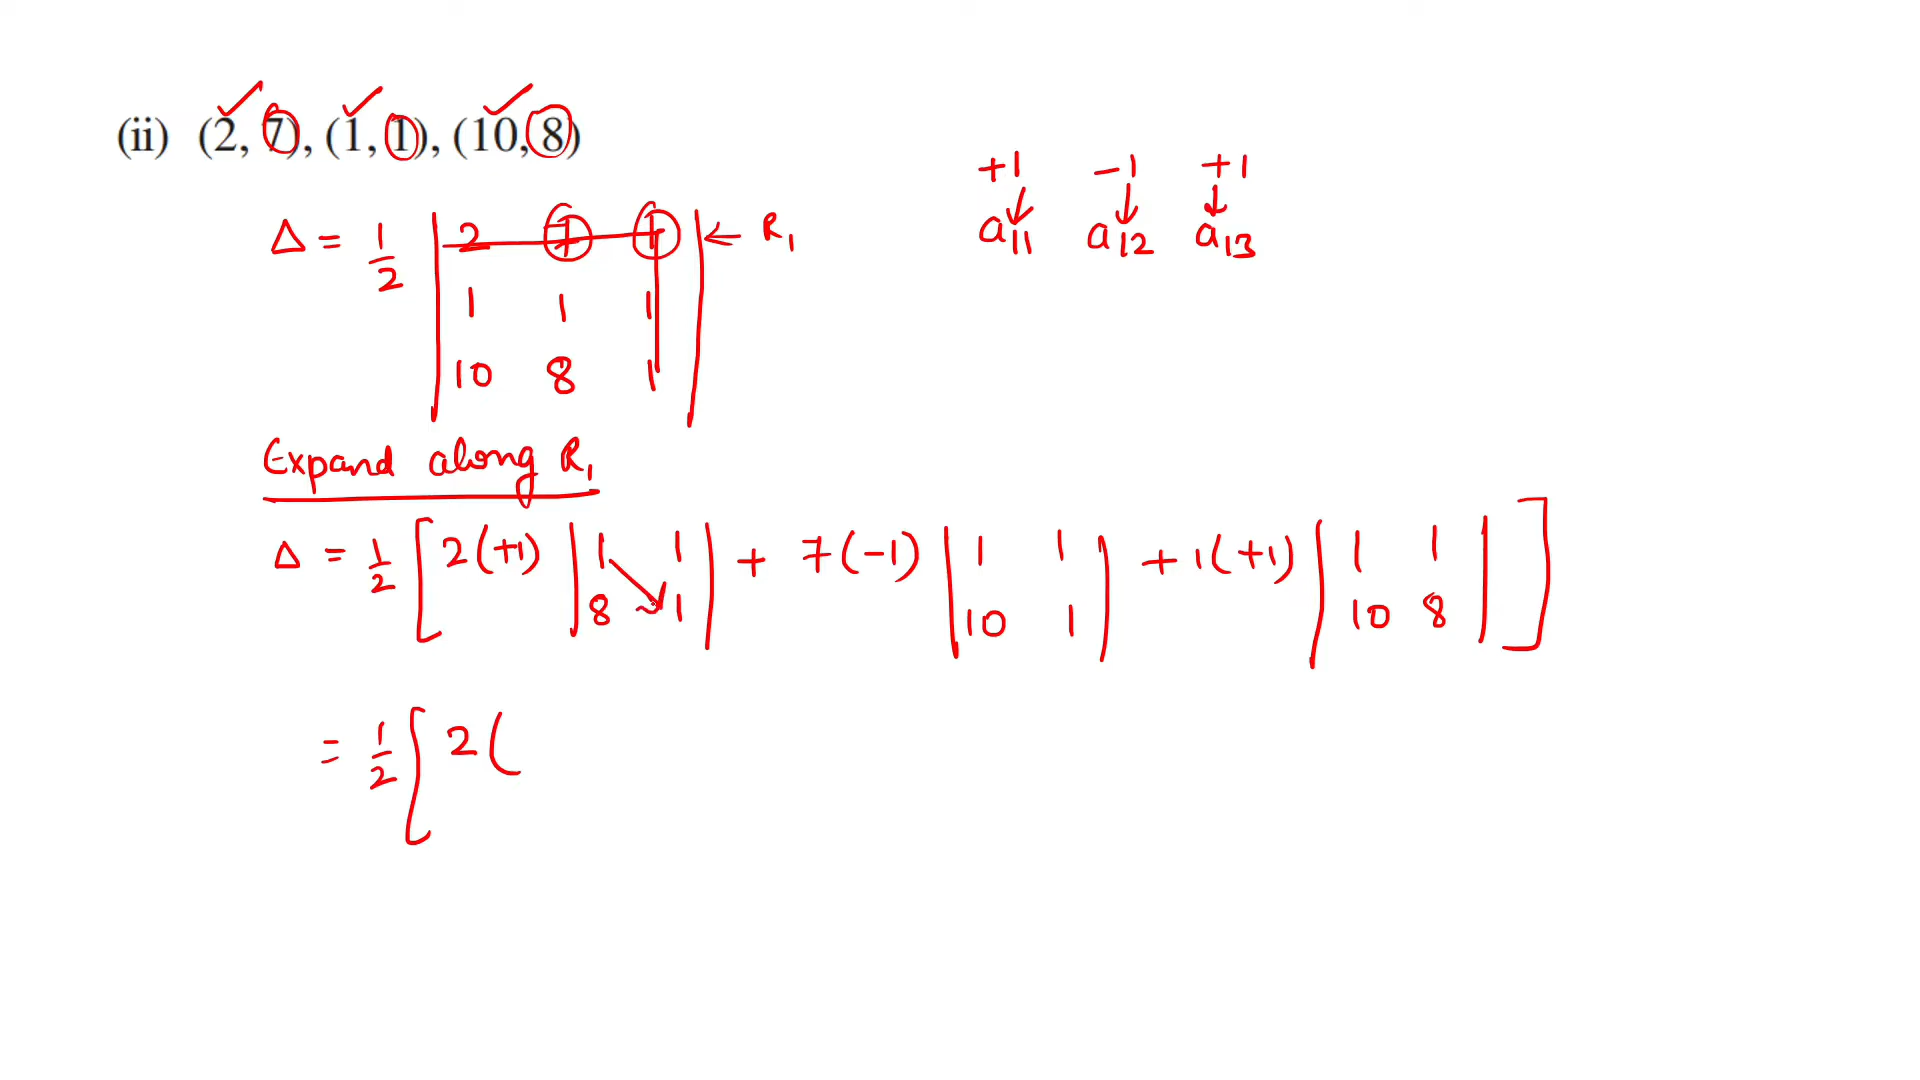 (ii) (2, 7), (1, 1), (10, 8)
+1 -1 +1
a11 a12 a13
Δ = 1/2 | 2 7 1 | ← R1
1 1 1
10 8 1
Expand along R1
Δ = 1/2 [ 2(+1) | 1 1 | + 7(-1) | 1 1 | + 1(+1) | 1 1 | ]
8 1 10 1 10 8
= 1/2 [ 2 (